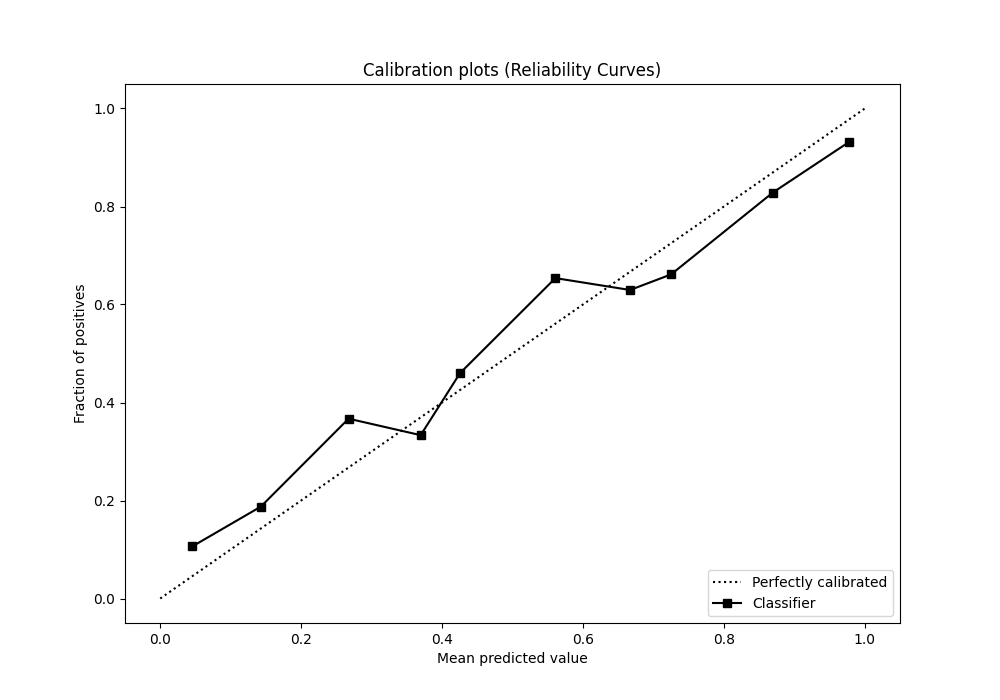 Calibration plots (Reliability Curves)
1.0
0.8
0.6
0.4
0.2
0.0
Fraction of positives
0.0 0.2 0.4 0.6 0.8 1.0
Mean predicted value
Perfectly calibrated
Classifier